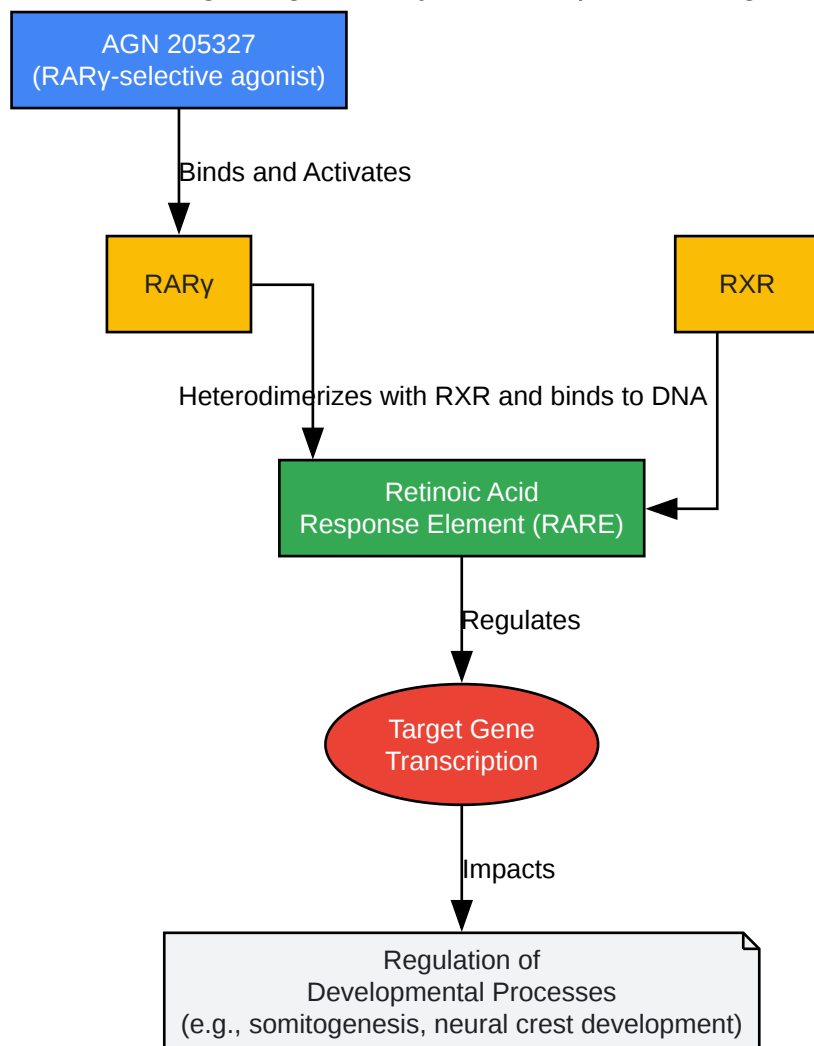 AGN 205327
(RARγ-selective agonist)
Binds and Activates
RARγ
RXR
Heterodimerizes with RXR and binds to DNA
Retinoic Acid
Response Element (RARE)
Regulates
Target Gene
Transcription
Impacts
Regulation of
Developmental Processes
(e.g., somitogenesis, neural crest development)